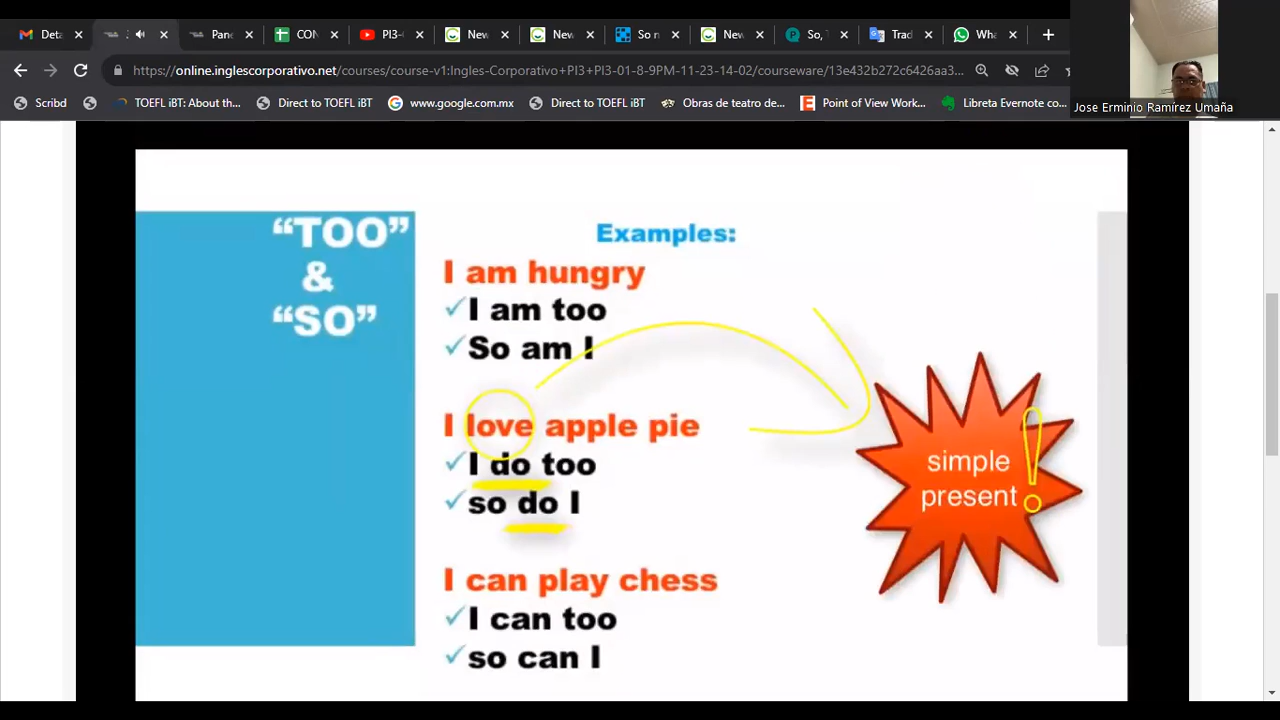 Deta
Pane
CON
PI3-
New
New
So n
New
So, T
Trad
Wha
https://online.inglescorporativo.net/courses/course-v1:Ingles-Corporativo+PI3+PI3-01-8-9PM-11-23-14-02/courseware/13e432b272c6426aa3...
Scribd
TOEFL iBT: About th...
Direct to TOEFL iBT
www.google.com.mx
Direct to TOEFL iBT
Obras de teatro de...
Point of View Work...
Libreta Evernote co...
Jose Erminio Ramírez Umaña
“TOO”
&
“SO”
Examples:
I am hungry
I am too
So am I
I love apple pie
I do too
so do I
I can play chess
I can too
so can I
simple
present
!